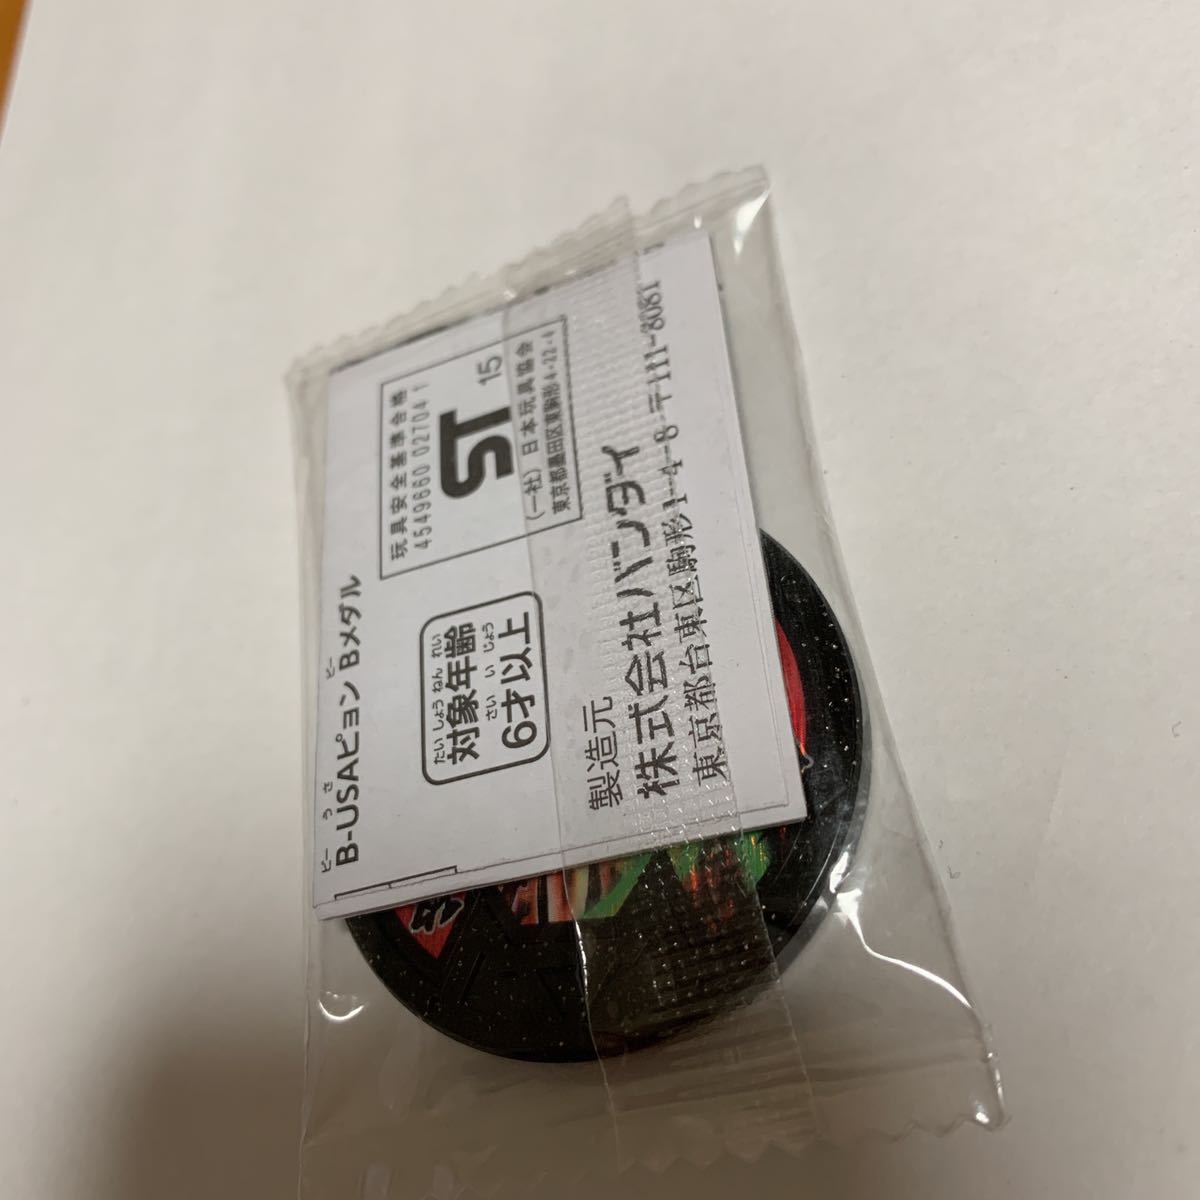 ビー うさ ビー
B-USAピョン Bメダル
玩具安全基準合格
4549660 02704 1
ST 15
(一社) 日本玩具協会
東京都墨田区東駒形4-22-4
たいしょう ねん れい
対象年齢
さい い じょう
6才以上
製造元
株式会社バンダイ
東京都台東区駒形1-4-8 〒111-8081